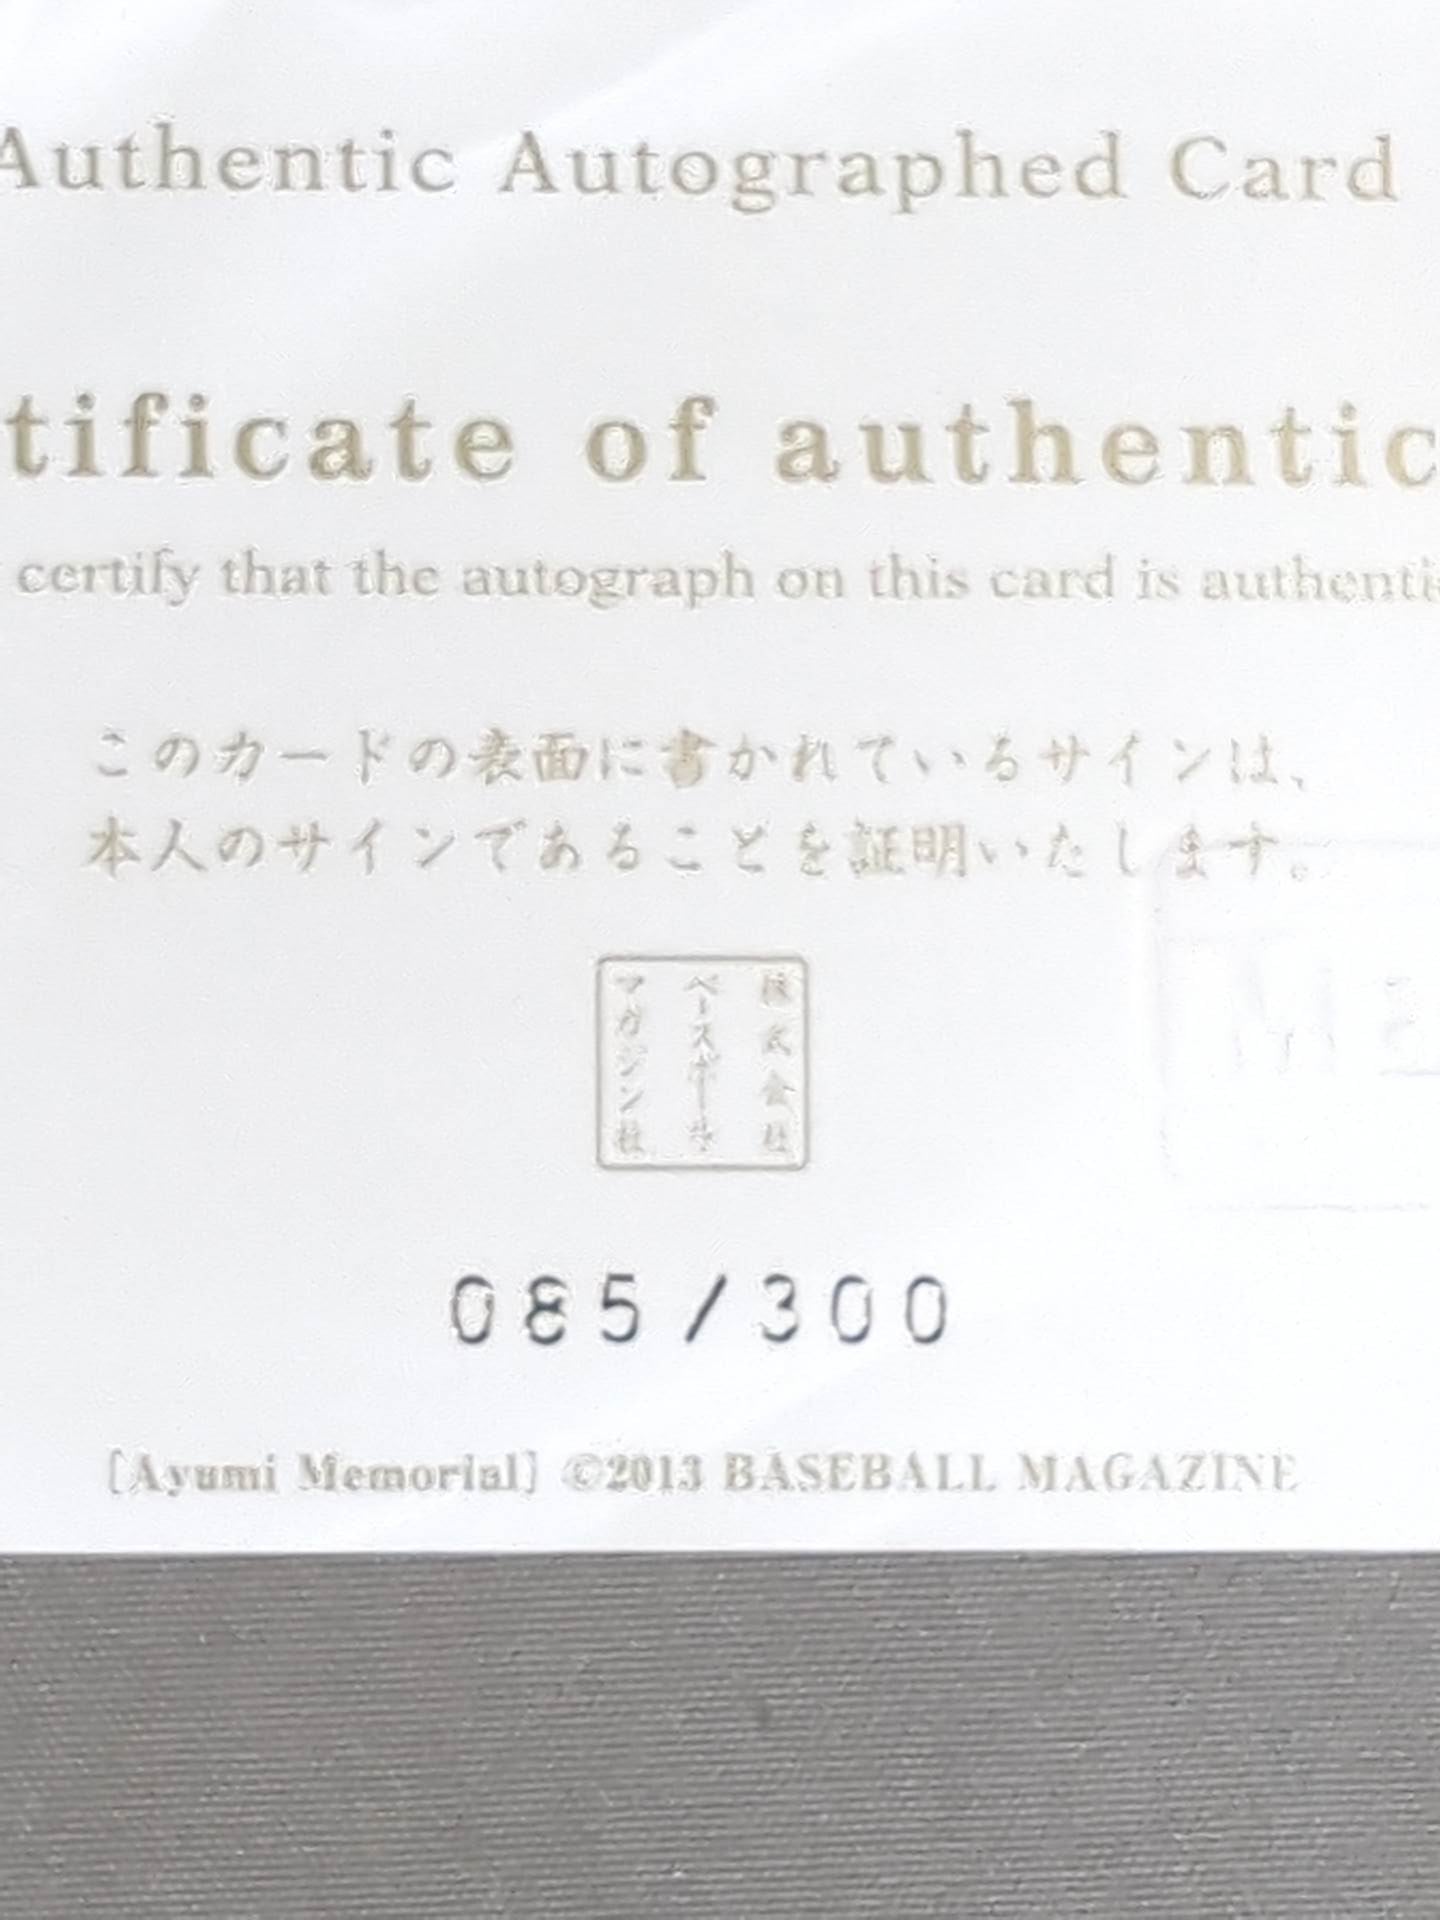 Authentic Autographed Card
tificate of authentic
certify that the autograph on this card is authenti
このカードの表面に書かれているサインは、
本人のサインであることを証明いたします。
株式会社
ベースボール
マガジン社
085/300
[Ayumi Memorial] ©2013 BASEBALL MAGAZINE